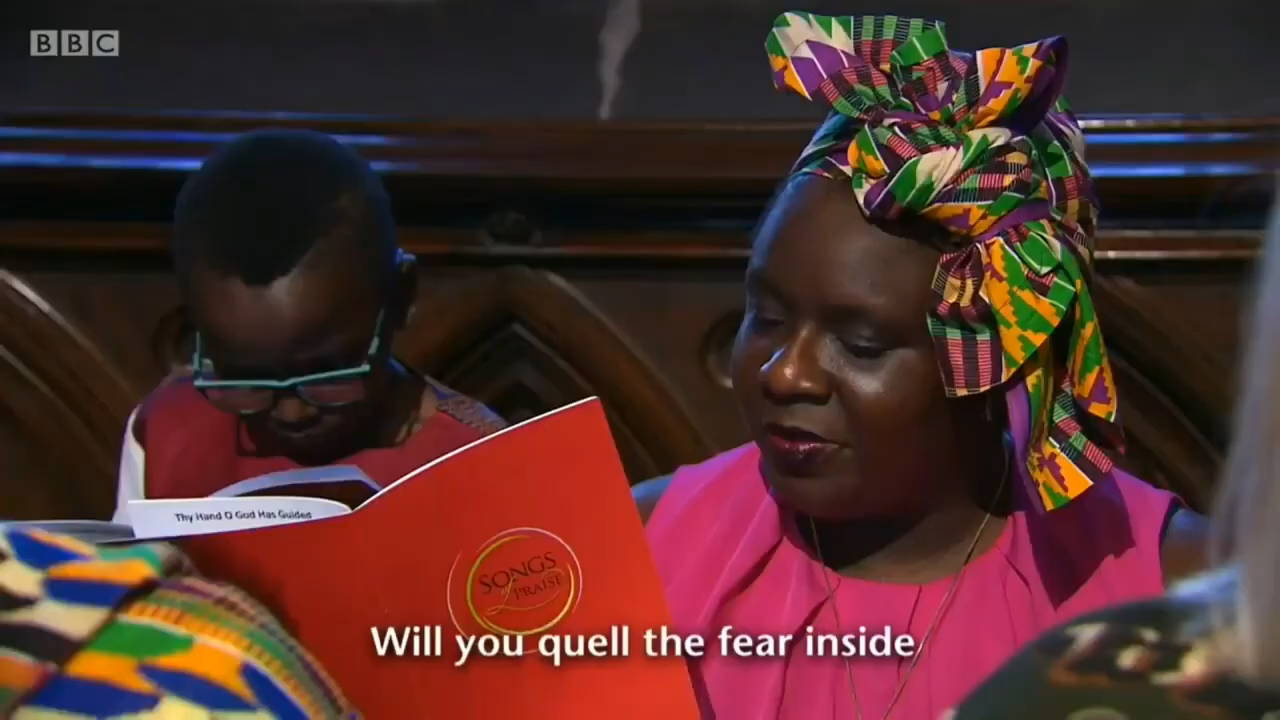 BBC
Thy Hand O God Has Guided
SONGS
of PRAISE
Will you quell the fear inside